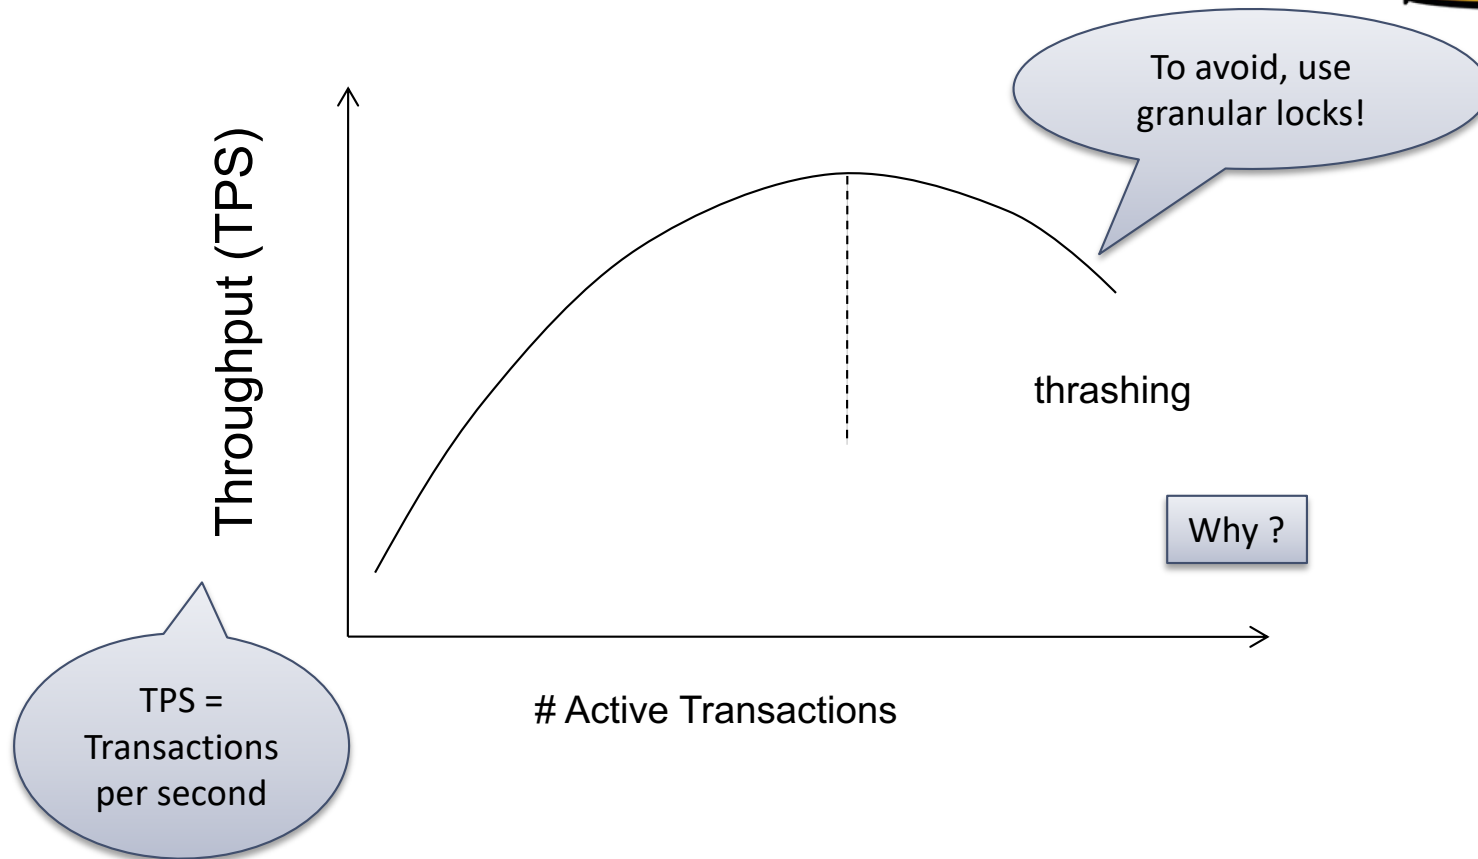 To avoid, use
granular locks!
Throughput (TPS)
thrashing
Why ?
# Active Transactions
TPS =
Transactions
per second